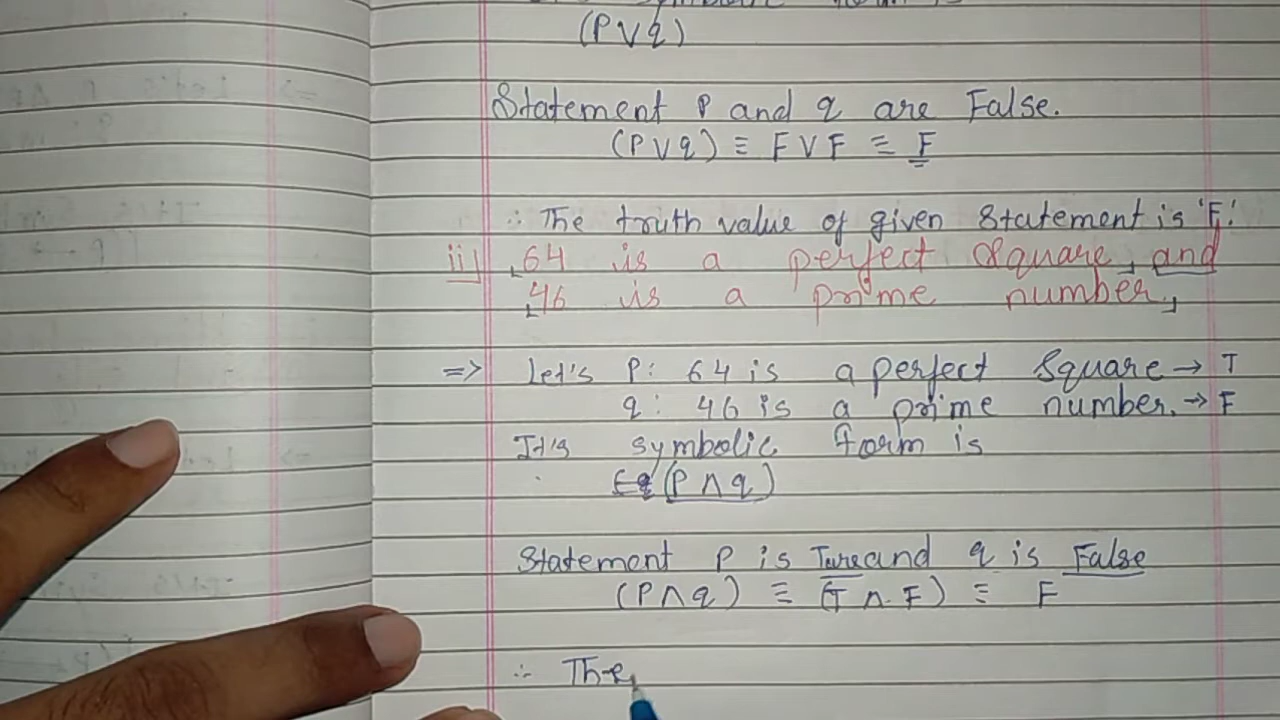 (P∨q)
Statement P and q are False.
(P∨q) ≡ F∨F ≡ F
∴ The truth value of given Statement is 'F'.
ii] 64 is a perfect Square, and
46 is a prime number,
=> Let's P: 64 is a perfect Square → T
q: 46 is a prime number. → F
It's symbolic form is
(P∧q)
Statement P is Ture and q is False
(P∧q) ≡ (T ∧ F) ≡ F
∴ The